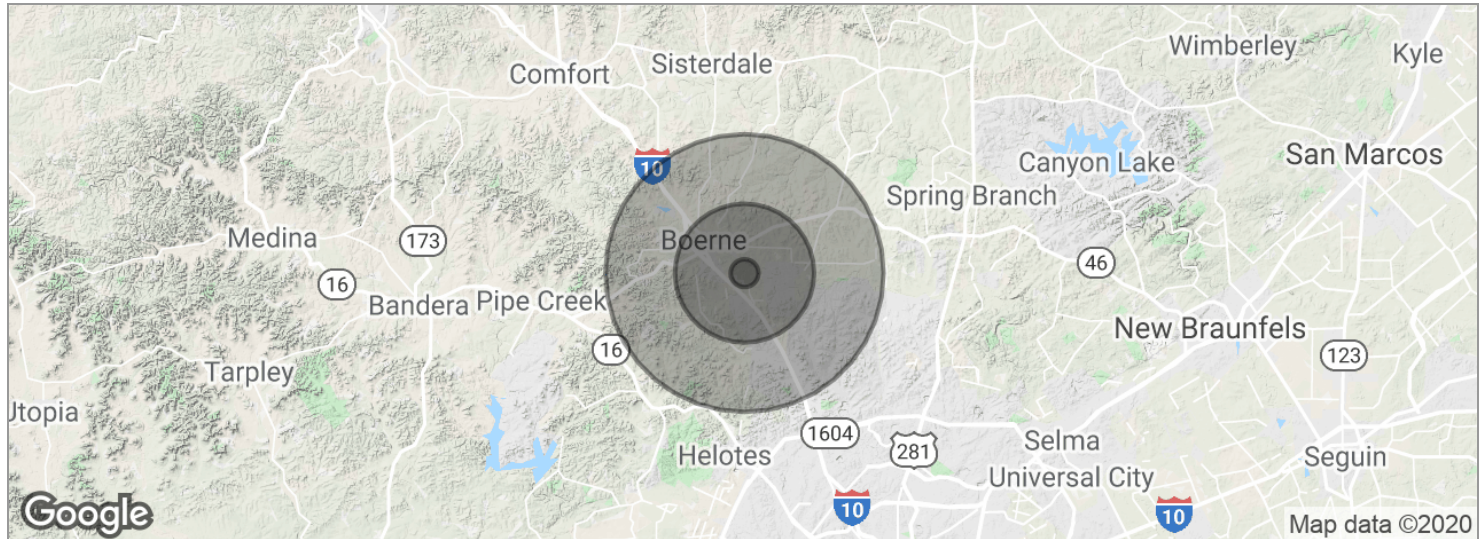 Wimberley
Kyle
Comfort
Sisterdale
10
Canyon Lake
San Marcos
Spring Branch
Medina
173
Boerne
46
16
Bandera
Pipe Creek
New Braunfels
16
123
Tarpley
Utopia
1604
281
Selma
Helotes
Universal City
Seguin
10
10
Google
Map data ©2020